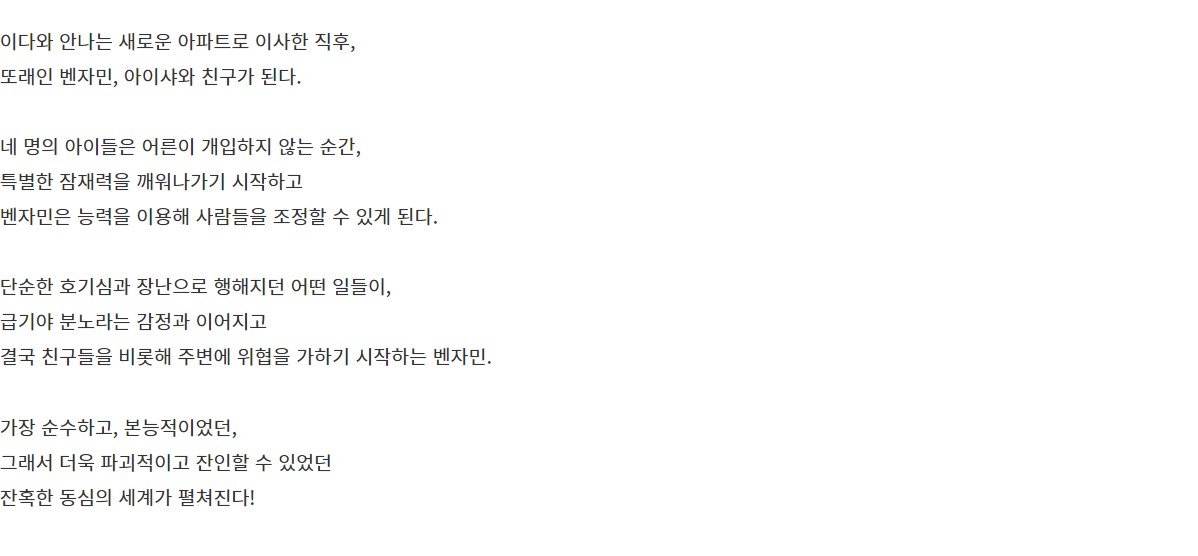 이다와 안나는 새로운 아파트로 이사한 직후,
또래인 벤자민, 아이샤와 친구가 된다.
네 명의 아이들은 어른이 개입하지 않는 순간,
특별한 잠재력을 깨워나가기 시작하고
벤자민은 능력을 이용해 사람들을 조정할 수 있게 된다.
단순한 호기심과 장난으로 행해지던 어떤 일들이,
급기야 분노라는 감정과 이어지고
결국 친구들을 비롯해 주변에 위협을 가하기 시작하는 벤자민.
가장 순수하고, 본능적이었던,
그래서 더욱 파괴적이고 잔인할 수 있었던
잔혹한 동심의 세계가 펼쳐진다!